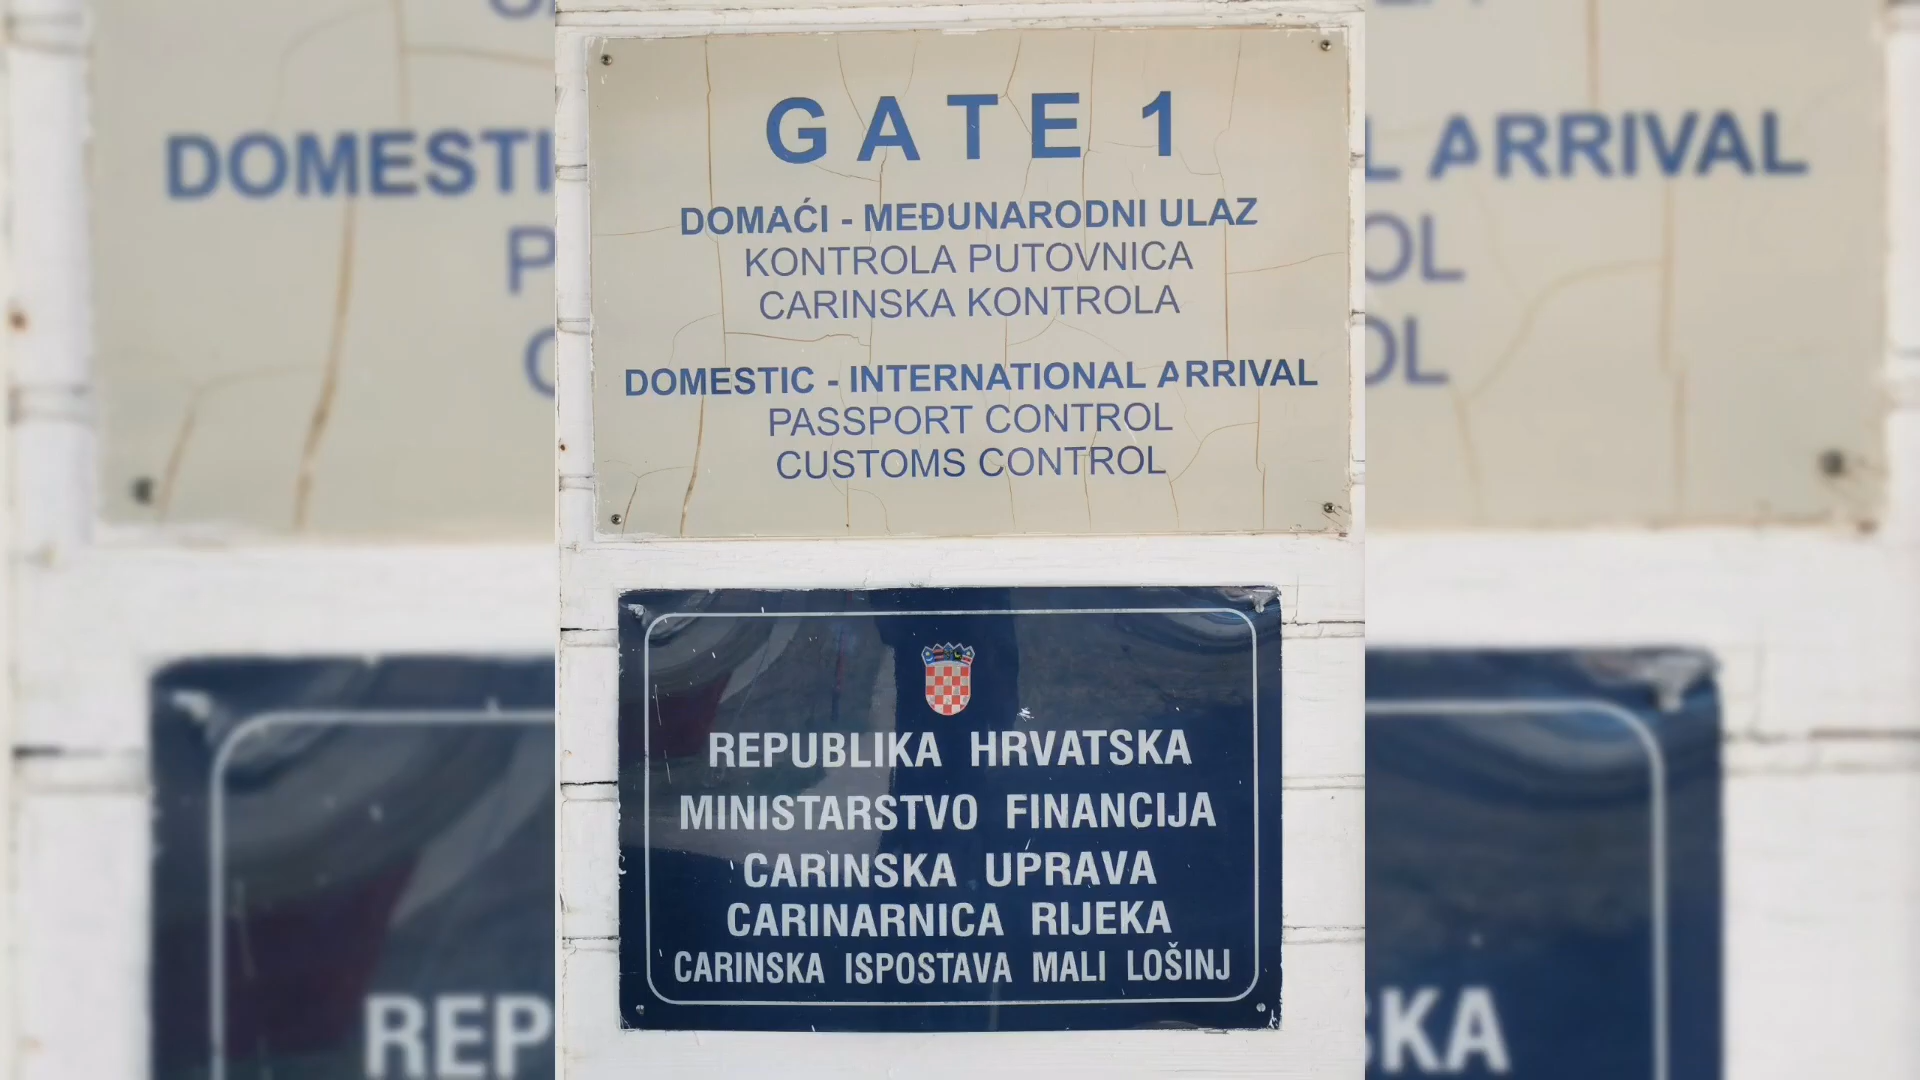 GATE 1
DOMAĆI - MEĐUNARODNI ULAZ
KONTROLA PUTOVNICA
CARINSKA KONTROLA
DOMESTIC - INTERNATIONAL ARRIVAL
PASSPORT CONTROL
CUSTOMS CONTROL
REPUBLIKA HRVATSKA
MINISTARSTVO FINANCIJA
CARINSKA UPRAVA
CARINARNICA RIJEKA
CARINSKA ISPOSTAVA MALI LOŠINJ